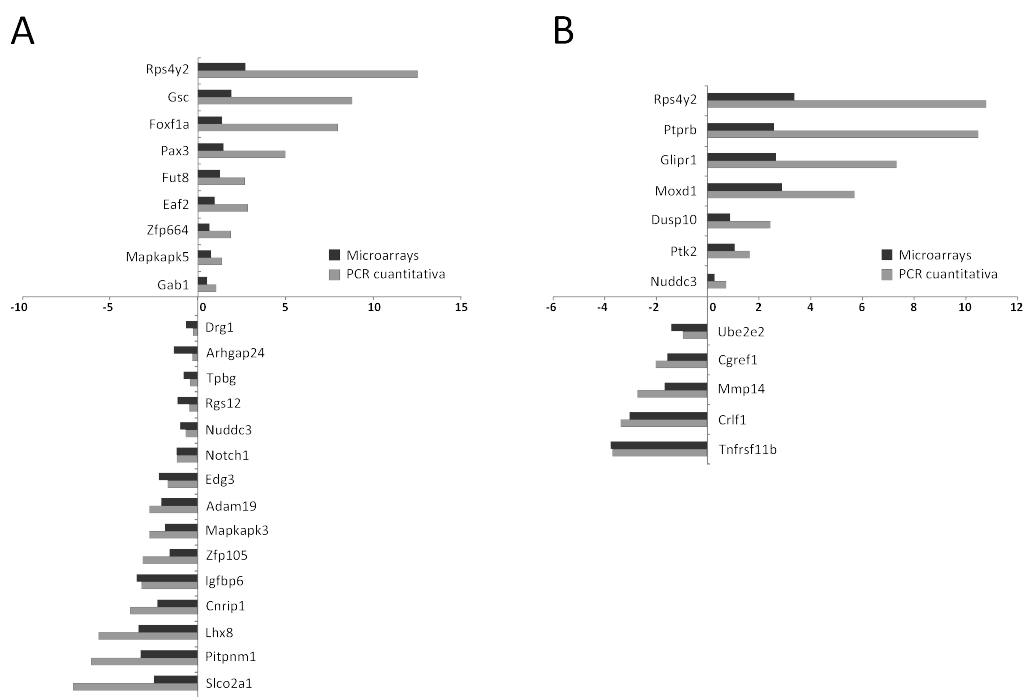 A
Rps4y2
Gsc
Foxf1a
Pax3
Fut8
Eaf2
Zfp664
Mapkapk5
Gab1
Microarrays
PCR cuantitativa
-10 -5 0 5 10 15
Drg1
Arhgap24
Tpbg
Rgs12
Nuddc3
Notch1
Edg3
Adam19
Mapkapk3
Zfp105
Igfbp6
Cnrip1
Lhx8
Pitpnm1
Slco2a1
B
Rps4y2
Ptprb
Glipr1
Moxd1
Dusp10
Ptk2
Nuddc3
Microarrays
PCR cuantitativa
-6 -4 -2 0 2 4 6 8 10 12
Ube2e2
Cgref1
Mmp14
Crlf1
Tnfrsf11b